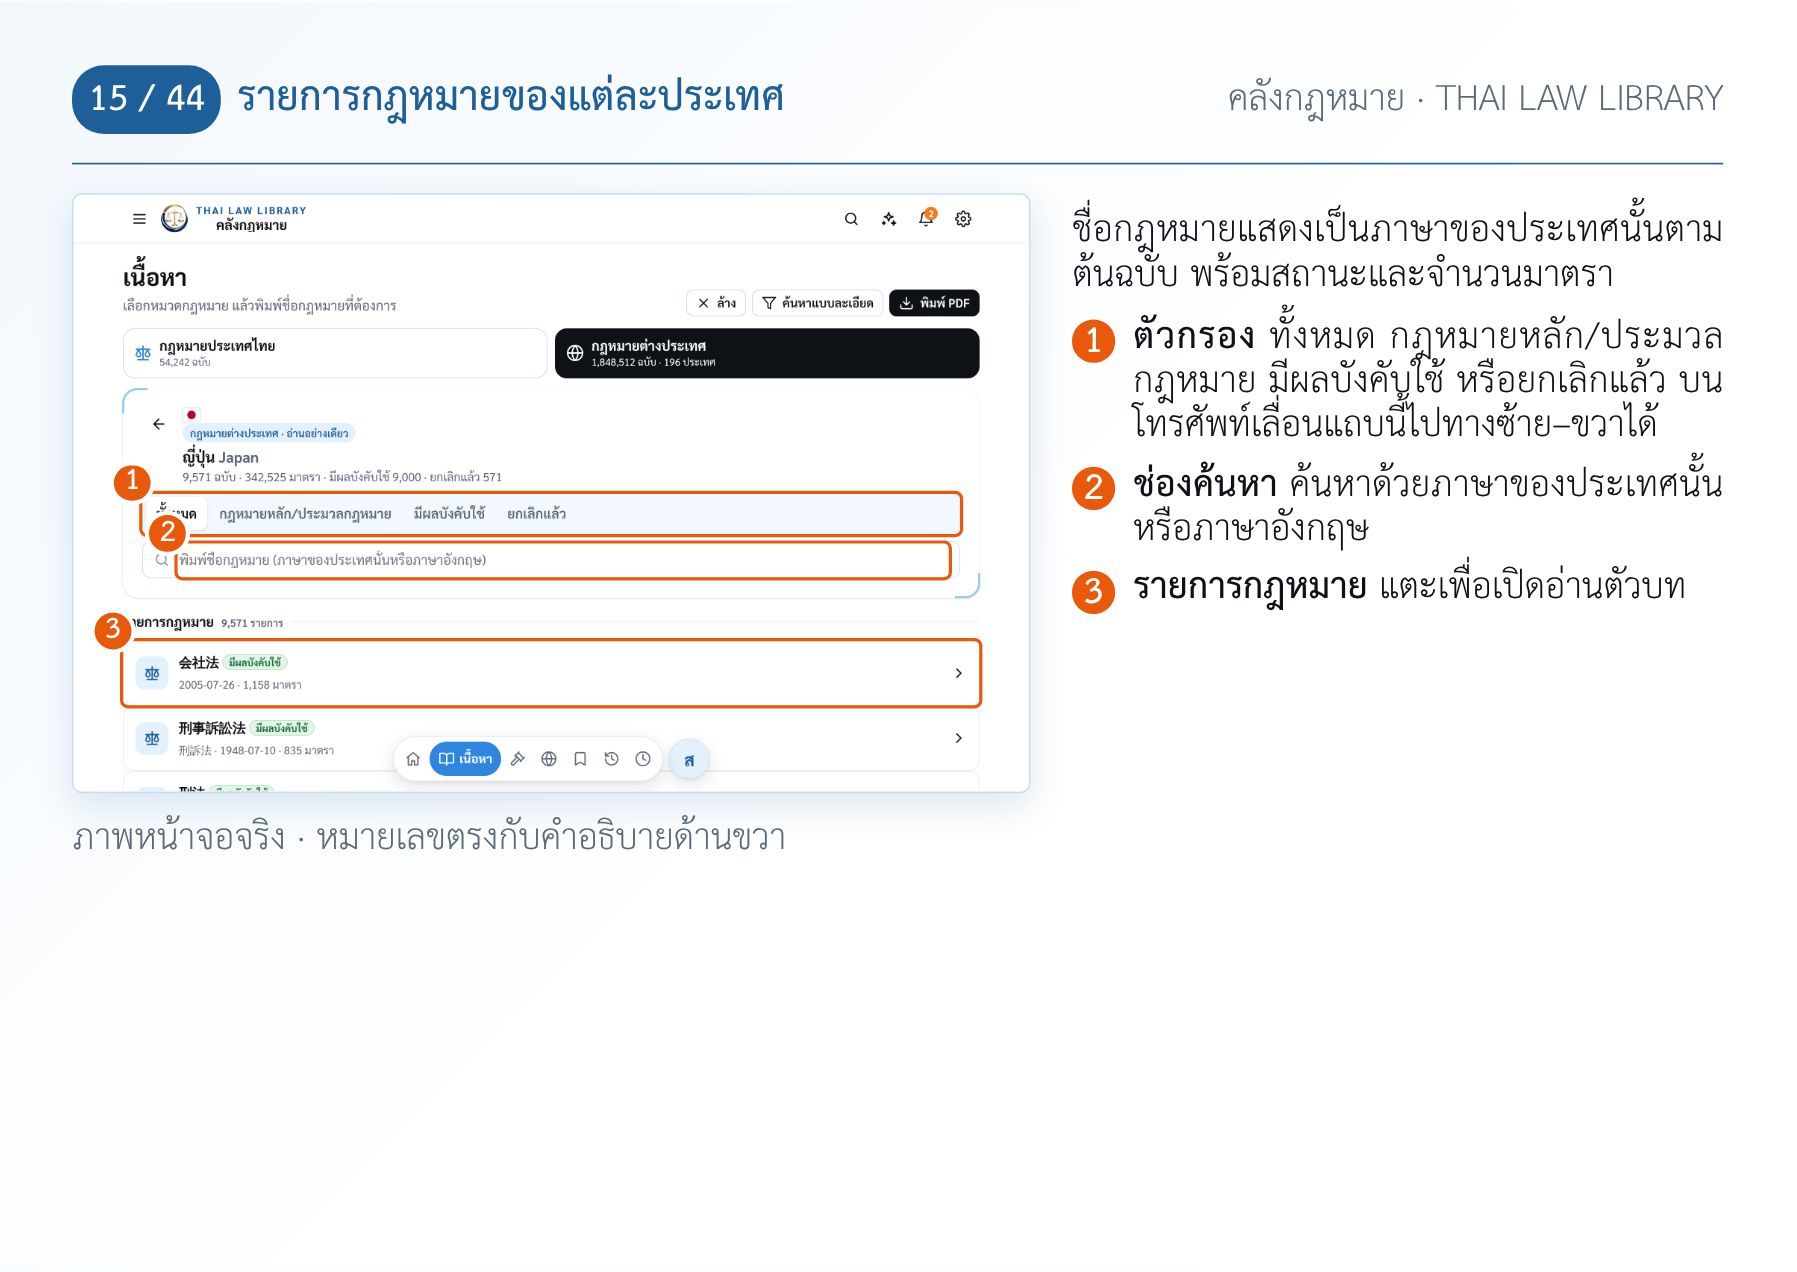 15 / 44 รายการกฎหมายของแต่ละประเทศ
คลังกฎหมาย · THAI LAW LIBRARY
THAI LAW LIBRARY
คลังกฎหมาย
2
เนื้อหา
เลือกหมวดกฎหมาย แล้วพิมพ์ชื่อกฎหมายที่ต้องการ
ล้าง
ค้นหาแบบละเอียด
พิมพ์ PDF
กฎหมายประเทศไทย
54,242 ฉบับ
กฎหมายต่างประเทศ
1,848,512 ฉบับ · 196 ประเทศ
กฎหมายต่างประเทศ · อ่านอย่างเดียว
ญี่ปุ่น Japan
9,571 ฉบับ · 342,525 มาตรา · มีผลบังคับใช้ 9,000 · ยกเลิกแล้ว 571
1
กฎหมายหลัก/ประมวลกฎหมาย มีผลบังคับใช้ ยกเลิกแล้ว
2
พิมพ์ชื่อกฎหมาย (ภาษาของประเทศนั้นหรือภาษาอังกฤษ)
3
ยการกฎหมาย 9,571 รายการ
会社法 มีผลบังคับใช้
2005-07-26 · 1,158 มาตรา
刑事訴訟法 มีผลบังคับใช้
刑訴法 · 1948-07-10 · 835 มาตรา
เนื้อหา
ส
ภาพหน้าจอจริง · หมายเลขตรงกับคำอธิบายด้านขวา
ชื่อกฎหมายแสดงเป็นภาษาของประเทศนั้นตาม
ต้นฉบับ พร้อมสถานะและจำนวนมาตรา
1 ตัวกรอง ทั้งหมด กฎหมายหลัก/ประมวล
กฎหมาย มีผลบังคับใช้ หรือยกเลิกแล้ว บน
โทรศัพท์เลื่อนแถบนี้ไปทางซ้าย–ขวาได้
2 ช่องค้นหา ค้นหาด้วยภาษาของประเทศนั้น
หรือภาษาอังกฤษ
3 รายการกฎหมาย แตะเพื่อเปิดอ่านตัวบท